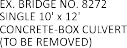 EX. BRIDGE NO. 8272
SINGLE 10' x 12'
CONCRETE-BOX CULVERT
(TO BE REMOVED)